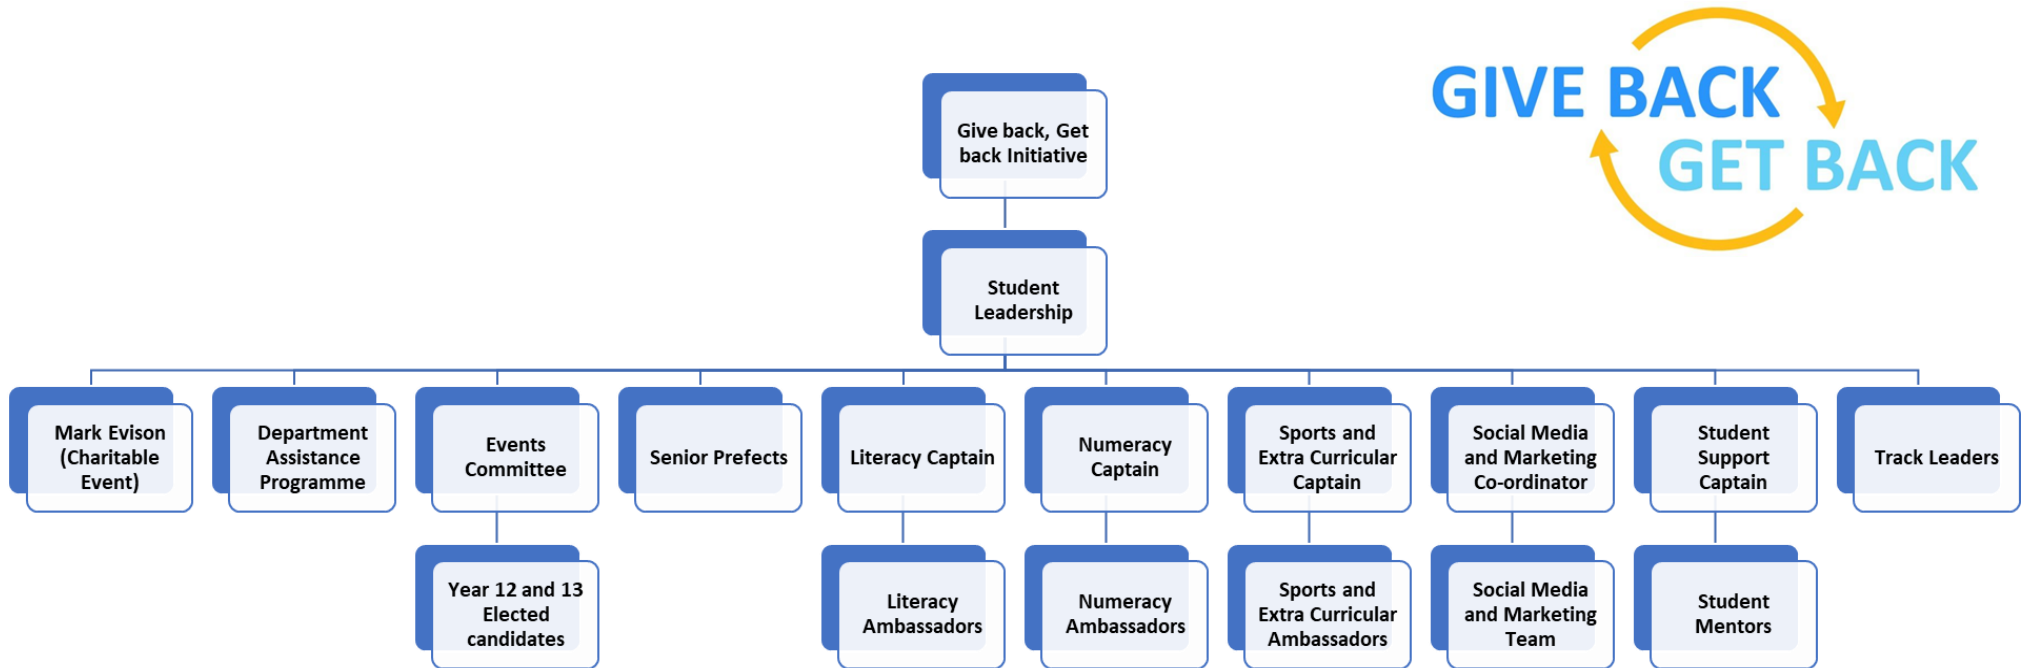 GIVE BACK
GET BACK
Give back, Get
back Initiative
Student
Leadership
Mark Evison
(Charitable
Event)
Department
Assistance
Programme
Events
Committee
Senior Prefects
Literacy Captain
Numeracy
Captain
Sports and
Extra Curricular
Captain
Social Media
and Marketing
Co-ordinator
Student
Support
Captain
Track Leaders
Year 12 and 13
Elected
candidates
Literacy
Ambassadors
Numeracy
Ambassadors
Sports and
Extra Curricular
Ambassadors
Social Media
and Marketing
Team
Student
Mentors